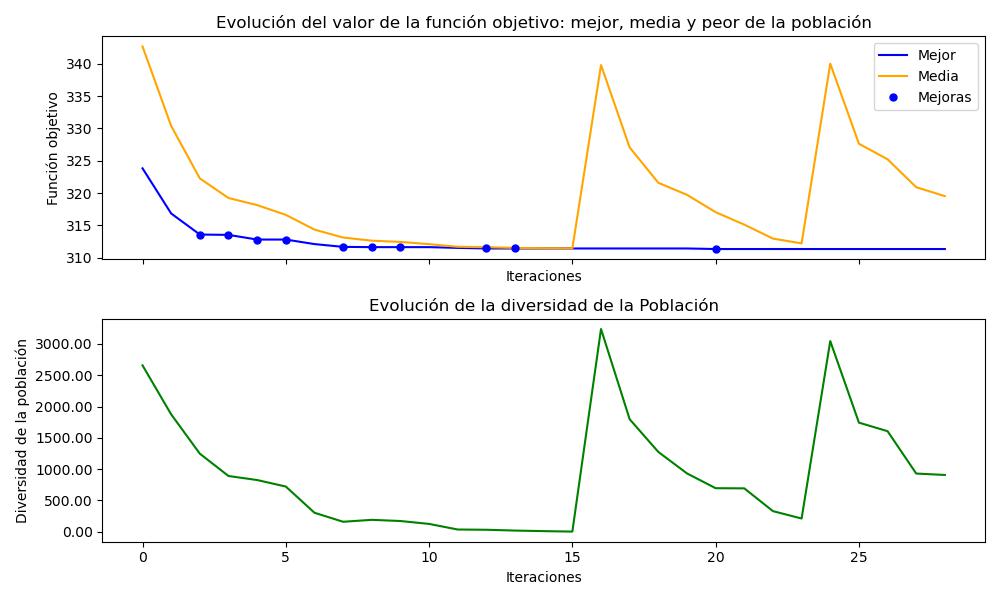 Evolución del valor de la función objetivo: mejor, media y peor de la población
Función objetivo
340
335
330
325
320
315
310
Mejor
Media
Mejoras
Iteraciones
Evolución de la diversidad de la Población
Diversidad de la población
3000.00
2500.00
2000.00
1500.00
1000.00
500.00
0.00
0 5 10 15 20 25
Iteraciones